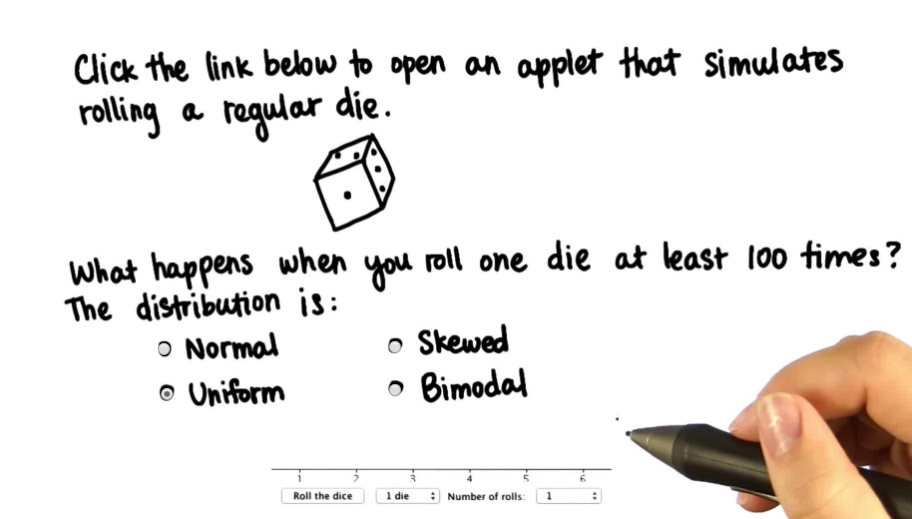 Click the link below to open an applet that simulates
rolling a regular die.
What happens when you roll one die at least 100 times?
The distribution is:
Normal Skewed
Uniform Bimodal
1 2 3 4 5 6
Roll the dice 1 die Number of rolls: 1